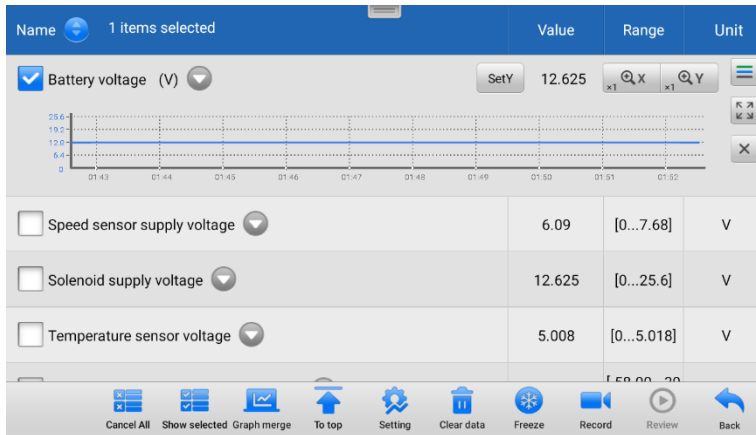 Name 1 items selected Value Range Unit
Battery voltage (V) SetY 12.625 ×1 X ×1 Y
25.6
19.2
12.0
6.4
0
01:43 01:44 01:45 01:46 01:47 01:48 01:49 01:50 01:51 01:52
Speed sensor supply voltage 6.09 [0...7.68] V
Solenoid supply voltage 12.625 [0...25.6] V
Temperature sensor voltage 5.008 [0...5.018] V
Cancel All Show selected Graph merge To top Setting Clear data Freeze Record Review Back